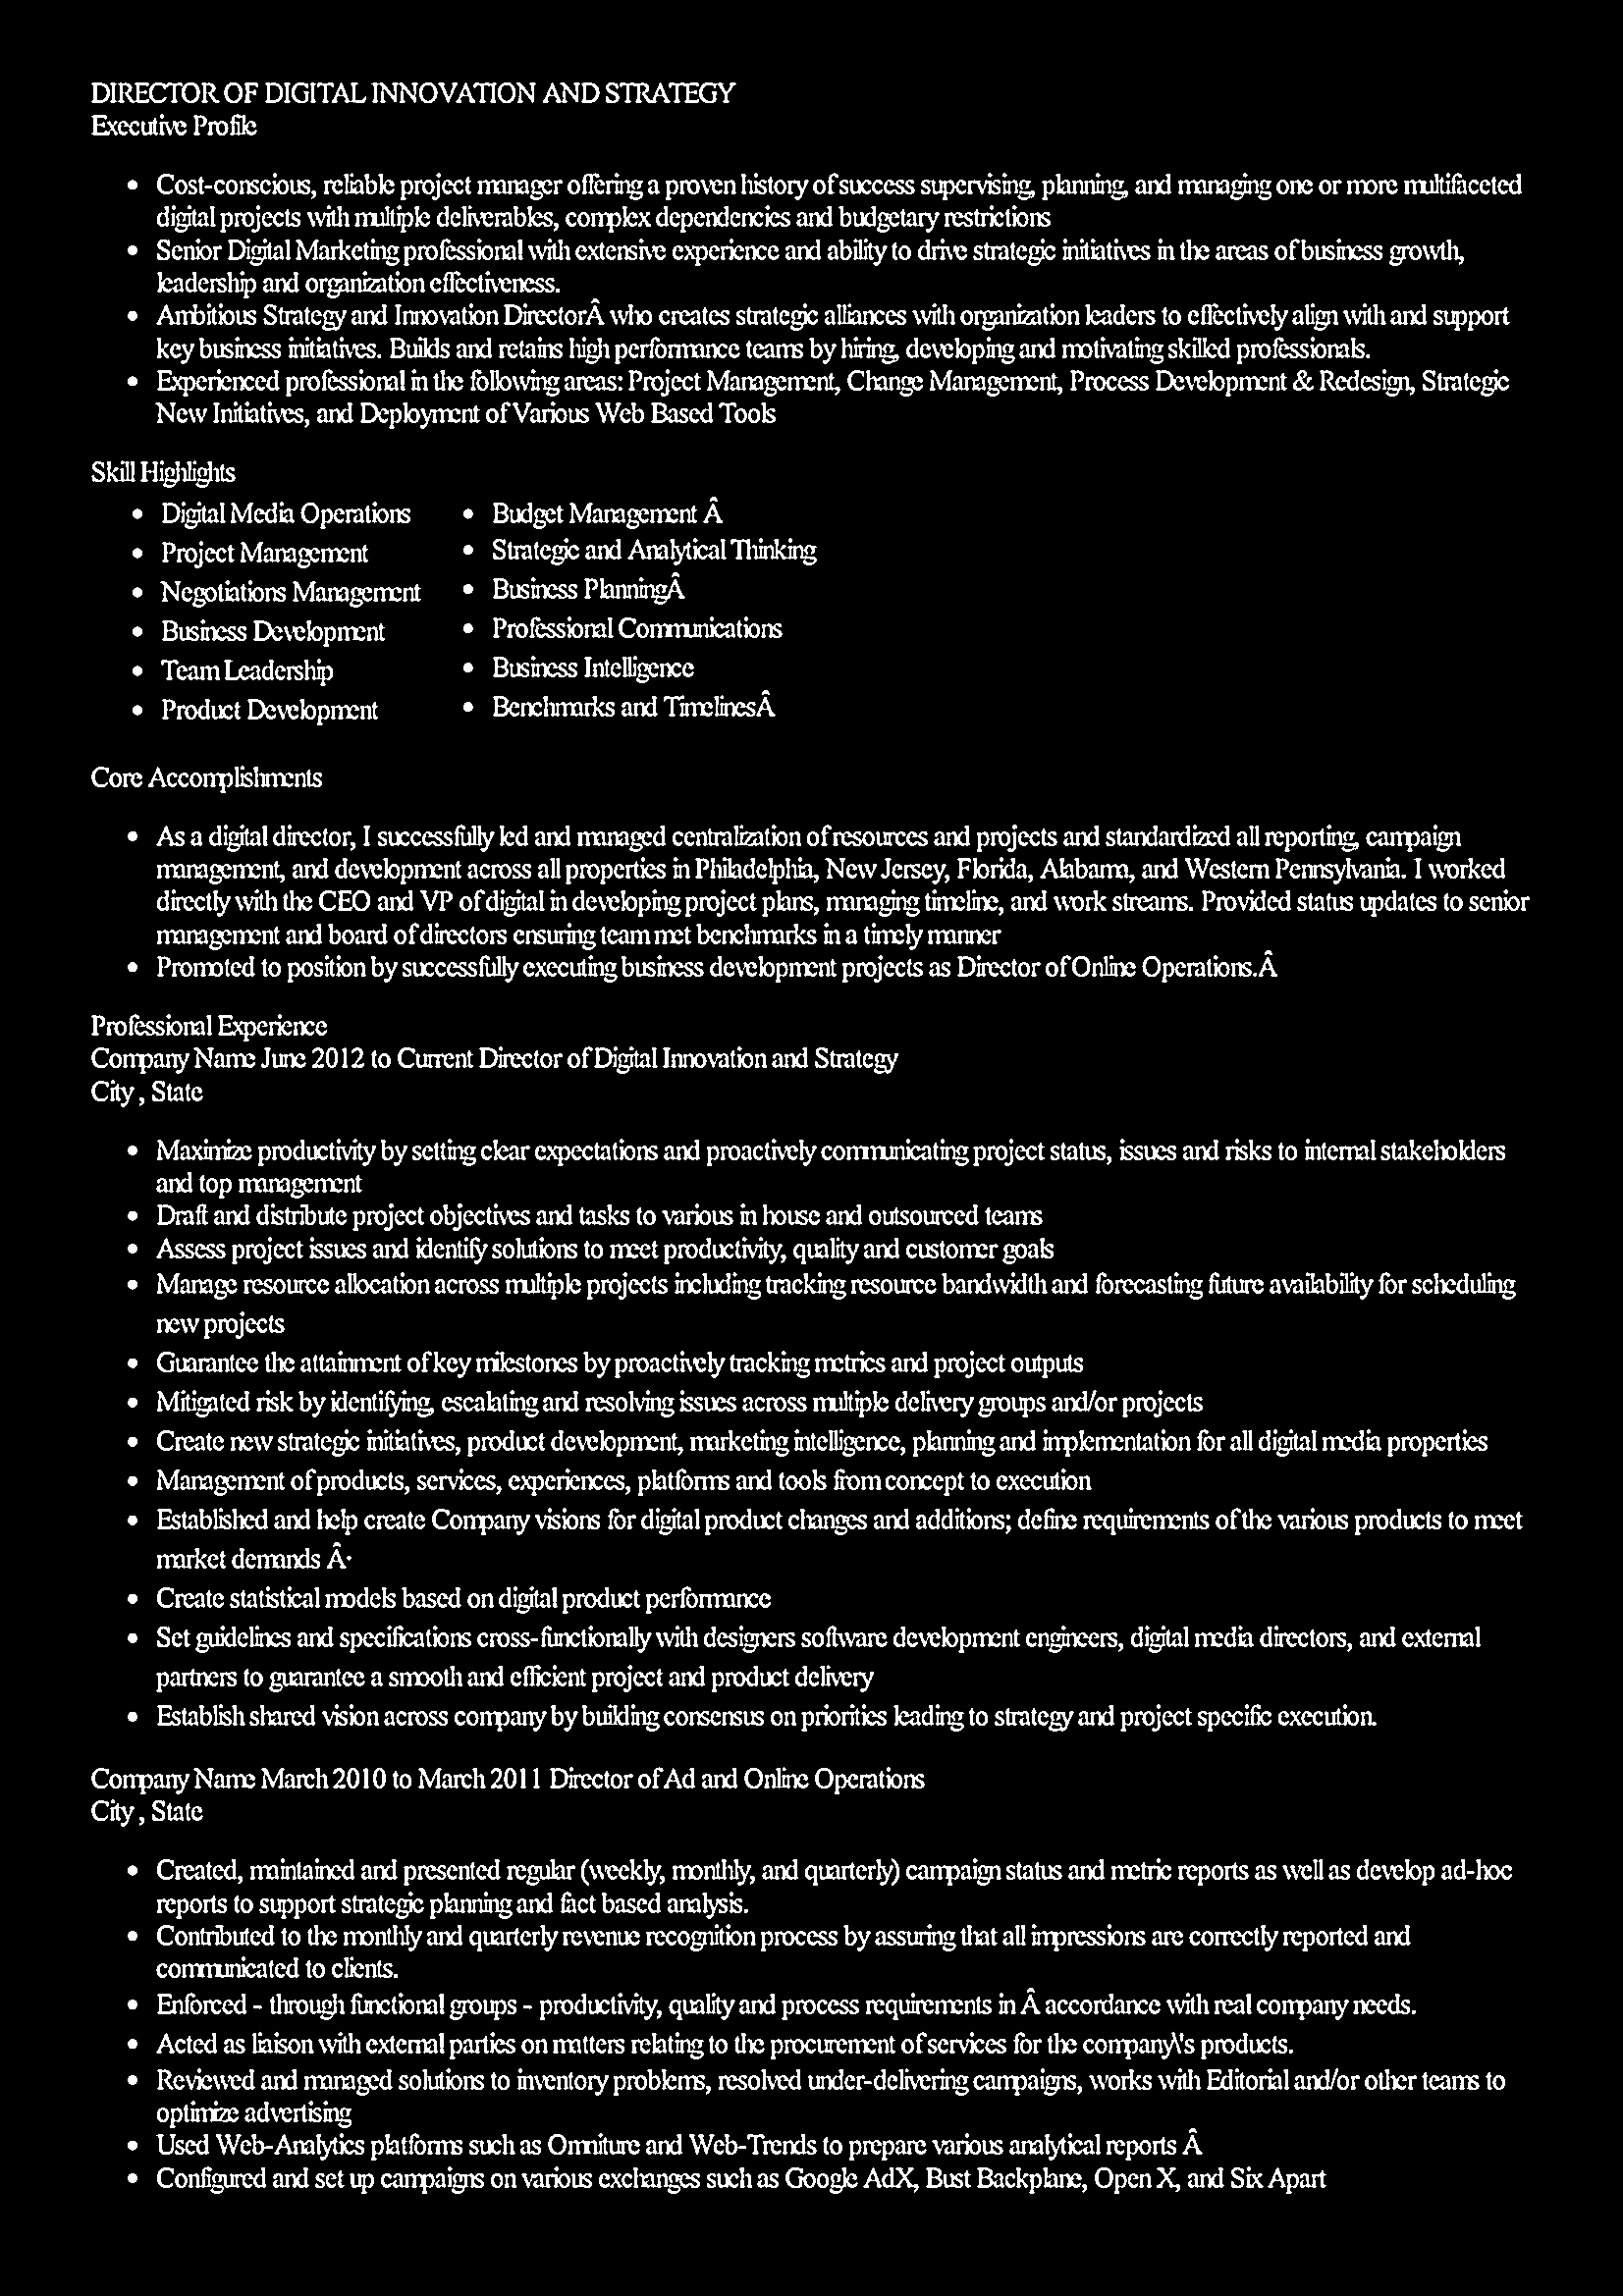 DIRECTOR OF DIGITAL INNOVATION AND STRATEGY
Executive Profile
• Cost-conscious, reliable project manager offering a proven history of success supervising, planning, and managing one or more multifaceted
digital projects with multiple deliverables, complex dependencies and budgetary restrictions
• Senior Digital Marketing professional with extensive experience and ability to drive strategic initiatives in the areas of business growth,
leadership and organization effectiveness.
• Ambitious Strategy and Innovation DirectorÂ who creates strategic alliances with organization leaders to effectively align with and support
key business initiatives. Builds and retains high performance teams by hiring, developing and motivating skilled professionals.
• Experienced professional in the following areas: Project Management, Change Management, Process Development & Redesign, Strategic
New Initiatives, and Deployment of Various Web Based Tools
Skill Highlights
• Digital Media Operations
• Project Management
• Negotiations Management
• Business Development
• Team Leadership
• Product Development
• Budget Management Â
• Strategic and Analytical Thinking
• Business PlanningÂ
• Professional Communications
• Business Intelligence
• Benchmarks and TimelinesÂ
Core Accomplishments
• As a digital director, I successfully led and managed centralization of resources and projects and standardized all reporting, campaign
management, and development across all properties in Philadelphia, New Jersey, Florida, Alabama, and Western Pennsylvania. I worked
directly with the CEO and VP of digital in developing project plans, managing timeline, and work streams. Provided status updates to senior
management and board of directors ensuring team met benchmarks in a timely manner
• Promoted to position by successfully executing business development projects as Director of Online Operations.Â
Professional Experience
Company Name June 2012 to Current Director of Digital Innovation and Strategy
City , State
• Maximize productivity by setting clear expectations and proactively communicating project status, issues and risks to internal stakeholders
and top management
• Draft and distribute project objectives and tasks to various in house and outsourced teams
• Assess project issues and identify solutions to meet productivity, quality and customer goals
• Manage resource allocation across multiple projects including tracking resource bandwidth and forecasting future availability for scheduling
new projects
• Guarantee the attainment of key milestones by proactively tracking metrics and project outputs
• Mitigated risk by identifying, escalating and resolving issues across multiple delivery groups and/or projects
• Create new strategic initiatives, product development, marketing intelligence, planning and implementation for all digital media properties
• Management of products, services, experiences, platforms and tools from concept to execution
• Established and help create Company visions for digital product changes and additions; define requirements of the various products to meet
market demands Â·
• Create statistical models based on digital product performance
• Set guidelines and specifications cross-functionally with designers software development engineers, digital media directors, and external
partners to guarantee a smooth and efficient project and product delivery
• Establish shared vision across company by building consensus on priorities leading to strategy and project specific execution.
Company Name March 2010 to March 2011 Director of Ad and Online Operations
City , State
• Created, maintained and presented regular (weekly, monthly, and quarterly) campaign status and metric reports as well as develop ad-hoc
reports to support strategic planning and fact based analysis.
• Contributed to the monthly and quarterly revenue recognition process by assuring that all impressions are correctly reported and
communicated to clients.
• Enforced - through functional groups - productivity, quality and process requirements in Â accordance with real company needs.
• Acted as liaison with external parties on matters relating to the procurement of services for the company\'s products.
• Reviewed and managed solutions to inventory problems, resolved under-delivering campaigns, works with Editorial and/or other teams to
optimize advertising
• Used Web-Analytics platforms such as Omniture and Web-Trends to prepare various analytical reports Â
• Configured and set up campaigns on various exchanges such as Google AdX, Bust Backplane, Open X, and Six Apart